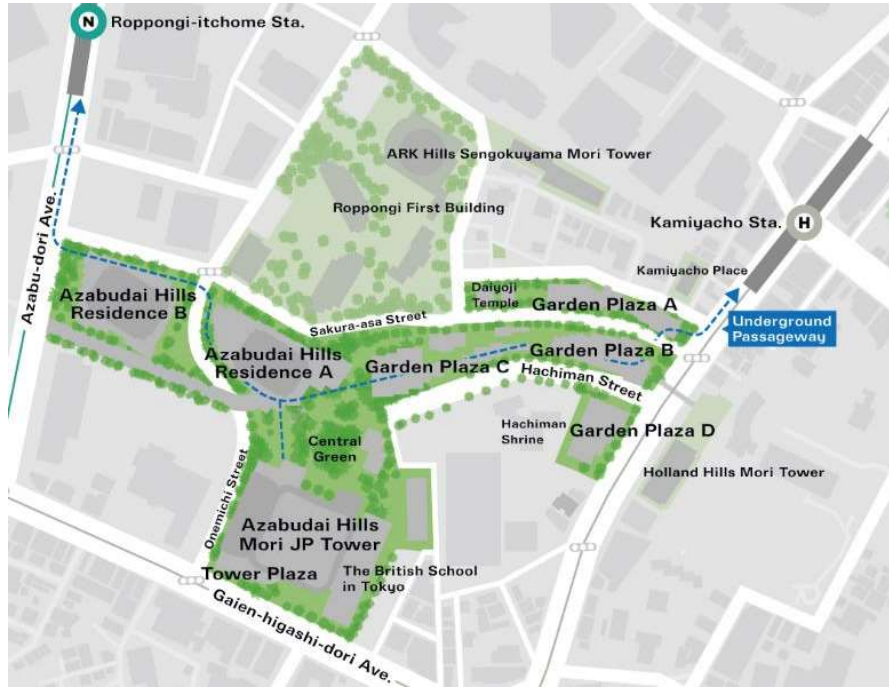 N
Roppongi-itchome Sta.
ARK Hills Sengokuyama Mori Tower
Roppongi First Building
Kamiyacho Sta.
H
Kamiyacho Place
Azabu-dori Ave.
Azabudai Hills
Residence B
Daiyoji
Temple
Garden Plaza A
Underground
Passageway
Sakura-asa Street
Azabudai Hills
Residence A
Garden Plaza C
Garden Plaza B
Hachiman Street
Hachiman
Shrine
Garden Plaza D
Central
Green
Holland Hills Mori Tower
Onemichi Street
Azabudai Hills
Mori JP Tower
Tower Plaza
The British School
in Tokyo
Gaien-higashi-dori Ave.